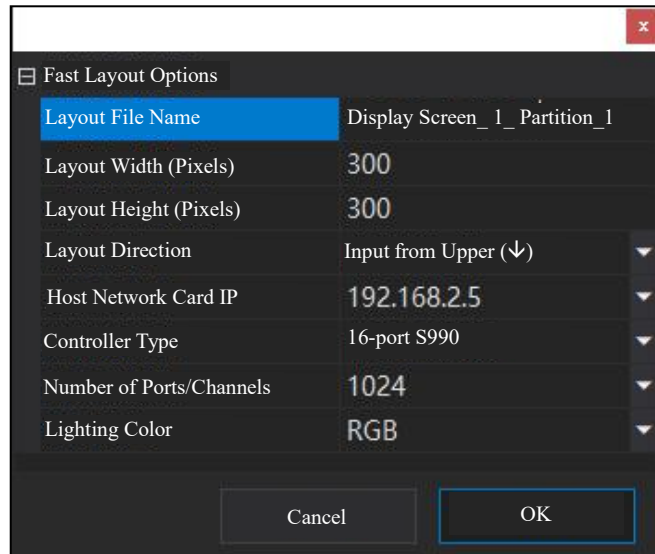 x
Fast Layout Options
Layout File Name Display Screen_ 1_ Partition_1
Layout Width (Pixels) 300
Layout Height (Pixels) 300
Layout Direction Input from Upper (↓)
Host Network Card IP 192.168.2.5
Controller Type 16-port S990
Number of Ports/Channels 1024
Lighting Color RGB
Cancel OK